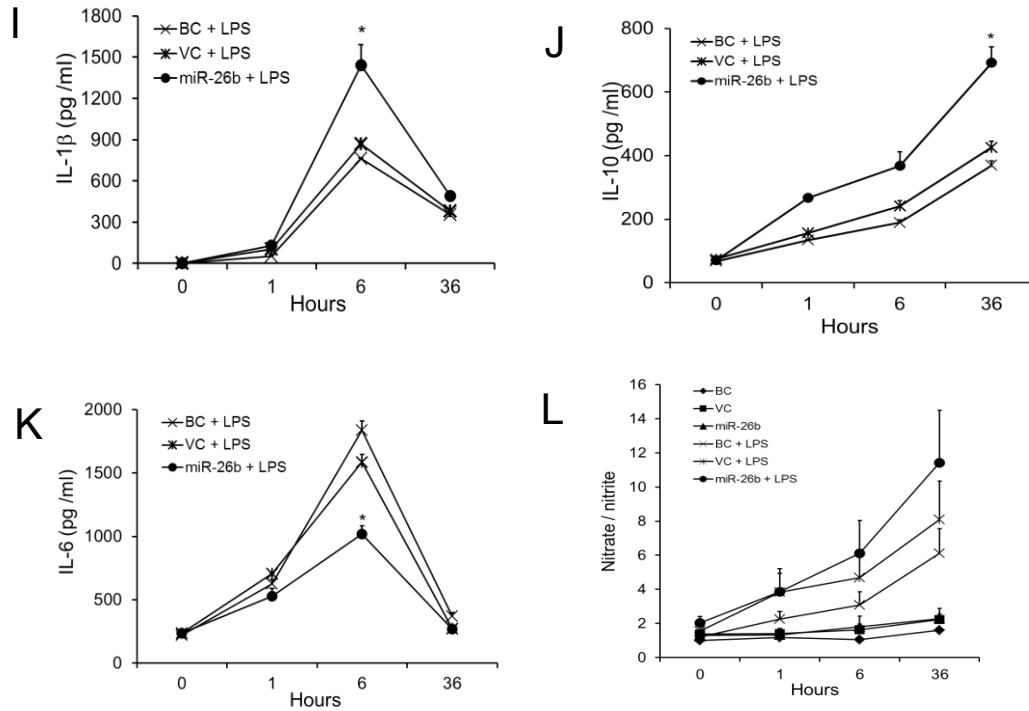 I
IL-1β (pg /ml)
1800
1500
1200
900
600
300
0
BC + LPS
VC + LPS
miR-26b + LPS
*
0 1 6 36
Hours
J
IL-10 (pg /ml)
800
600
400
200
0
BC + LPS
VC + LPS
miR-26b + LPS
*
0 1 6 36
Hours
K
IL-6 (pg /ml)
2000
1500
1000
500
0
BC + LPS
VC + LPS
miR-26b + LPS
*
0 1 6 36
Hours
L
Nitrate / nitrite
16
14
12
10
8
6
4
2
0
BC
VC
miR-26b
BC + LPS
VC + LPS
miR-26b + LPS
0 1 6 36
Hours